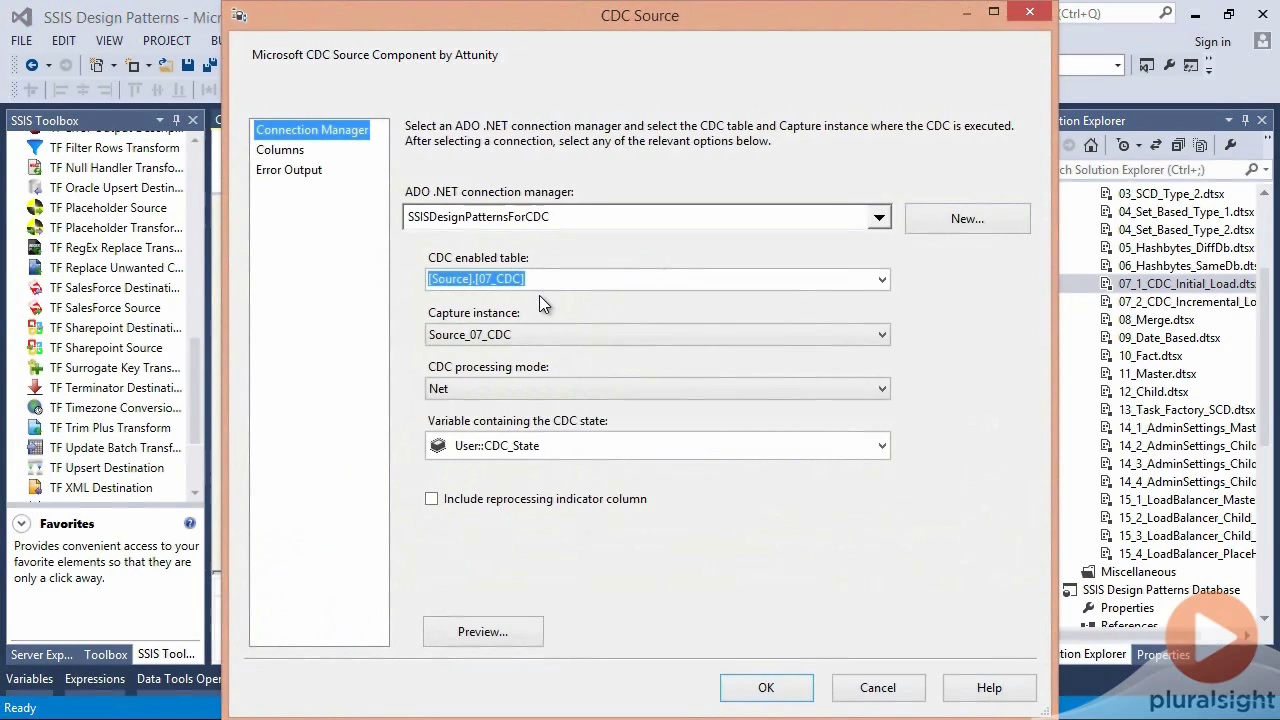 SSIS Design Patterns - Micr
CDC Source
(Ctrl+Q)
FILE EDIT VIEW PROJECT BU
Sign in
Microsoft CDC Source Component by Attunity
SSIS Toolbox
TF Filter Rows Transform
TF Null Handler Transfo...
TF Oracle Upsert Destin...
TF Placeholder Source
TF Placeholder Transfor...
TF RegEx Replace Trans...
TF Replace Unwanted C...
TF SalesForce Destinati...
TF SalesForce Source
TF Sharepoint Destinati...
TF Sharepoint Source
TF Surrogate Key Trans...
TF Terminator Destinati...
TF Timezone Conversio...
TF Trim Plus Transform
TF Update Batch Transf...
TF Upsert Destination
TF XML Destination
Favorites
Provides convenient access to your
favorite elements so that they are
only a click away.
Server Exp... Toolbox SSIS Tool...
Variables Expressions Data Tools Oper
Ready
Connection Manager
Columns
Error Output
Select an ADO .NET connection manager and select the CDC table and Capture instance where the CDC is executed.
After selecting a connection, select any of the relevant options below.
ADO .NET connection manager:
SSISDesignPatternsForCDC
New...
CDC enabled table:
[Source].[07_CDC]
Capture instance:
Source_07_CDC
CDC processing mode:
Net
Variable containing the CDC state:
User::CDC_State
Include reprocessing indicator column
Preview...
OK Cancel Help
tion Explorer
ch Solution Explorer (Ctrl+;)
03_SCD_Type_2.dtsx
04_Set_Based_Type_1.dtsx
04_Set_Based_Type_2.dtsx
05_Hashbytes_DiffDb.dtsx
06_Hashbytes_SameDb.dtsx
07_1_CDC_Initial_Load.dtsx
07_2_CDC_Incremental_Lo
08_Merge.dtsx
09_Date_Based.dtsx
10_Fact.dtsx
11_Master.dtsx
12_Child.dtsx
13_Task_Factory_SCD.dtsx
14_1_AdminSettings_Mast
14_2_AdminSettings_Child
14_3_AdminSettings_Child
14_4_AdminSettings_Child
15_1_LoadBalancer_Master
15_2_LoadBalancer_Child_
15_3_LoadBalancer_Child_
15_4_LoadBalancer_PlaceH
Miscellaneous
SSIS Design Patterns Database
Properties
References
tion Explorer Properties
pluralsight